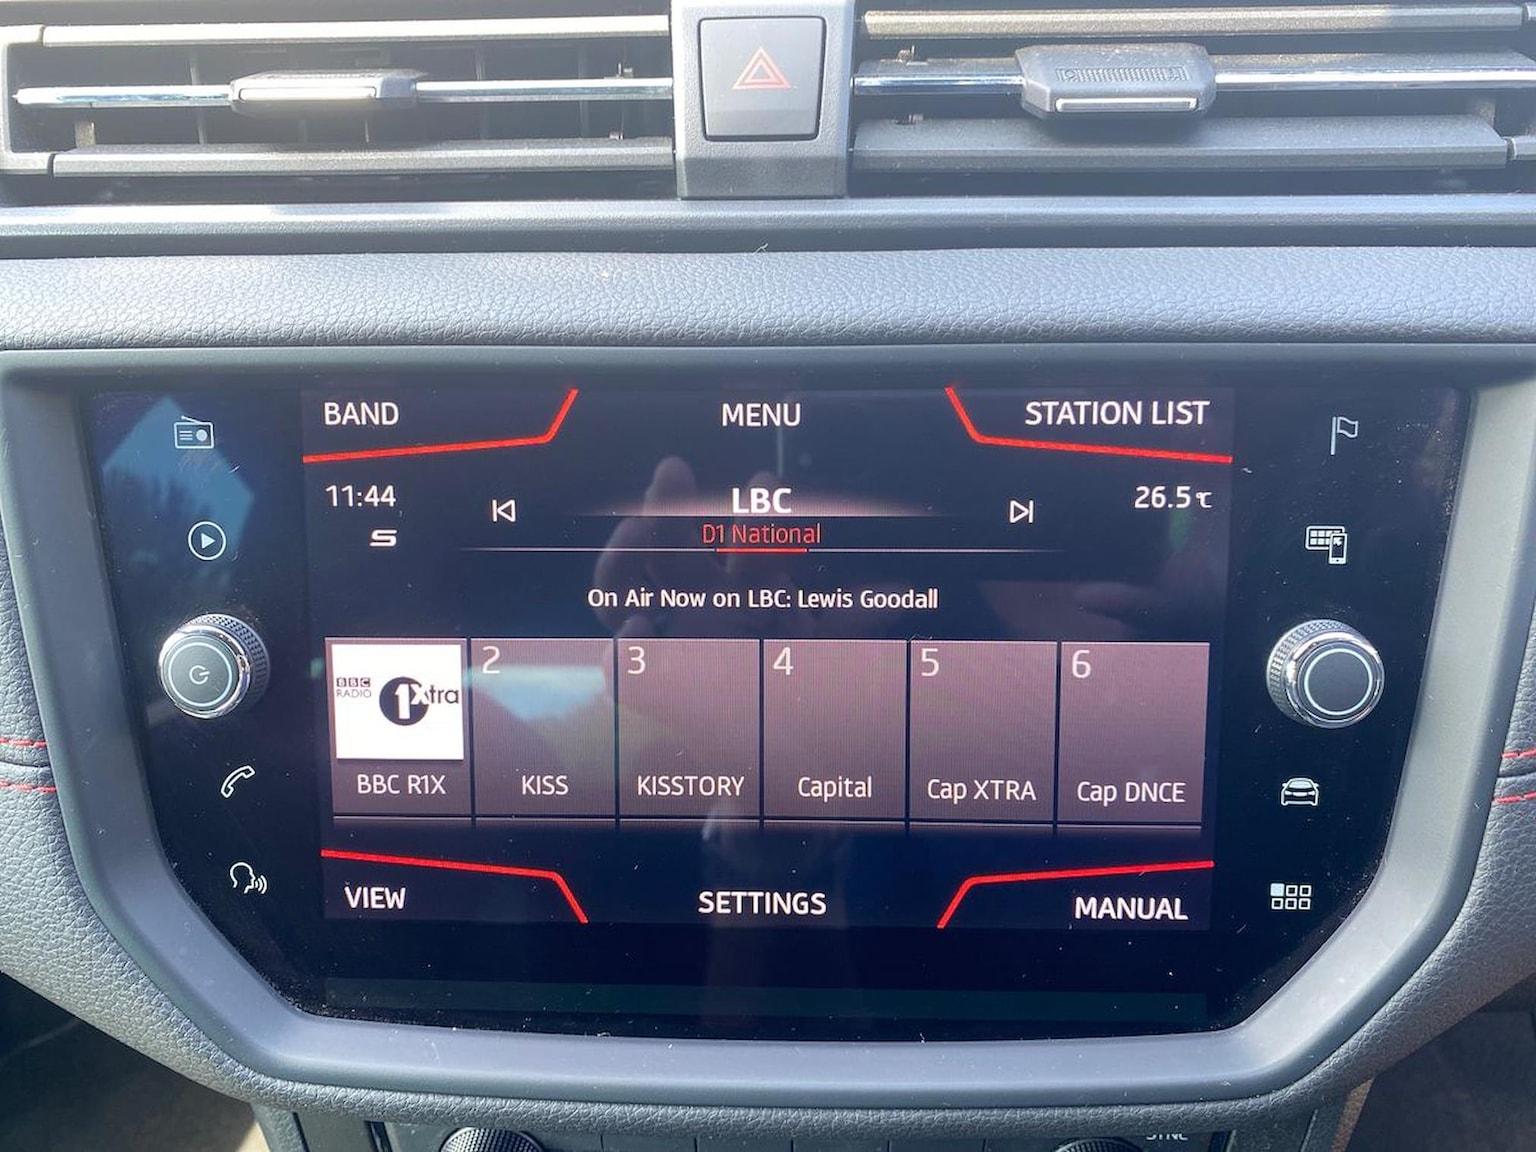 BAND
MENU
STATION LIST
11:44
LBC
26.5℃
D1 National
On Air Now on LBC: Lewis Goodall
BBC
RADIO
1Xtra
2
3
4
5
6
BBC R1X
KISS
KISSTORY
Capital
Cap XTRA
Cap DNCE
VIEW
SETTINGS
MANUAL
SYNC